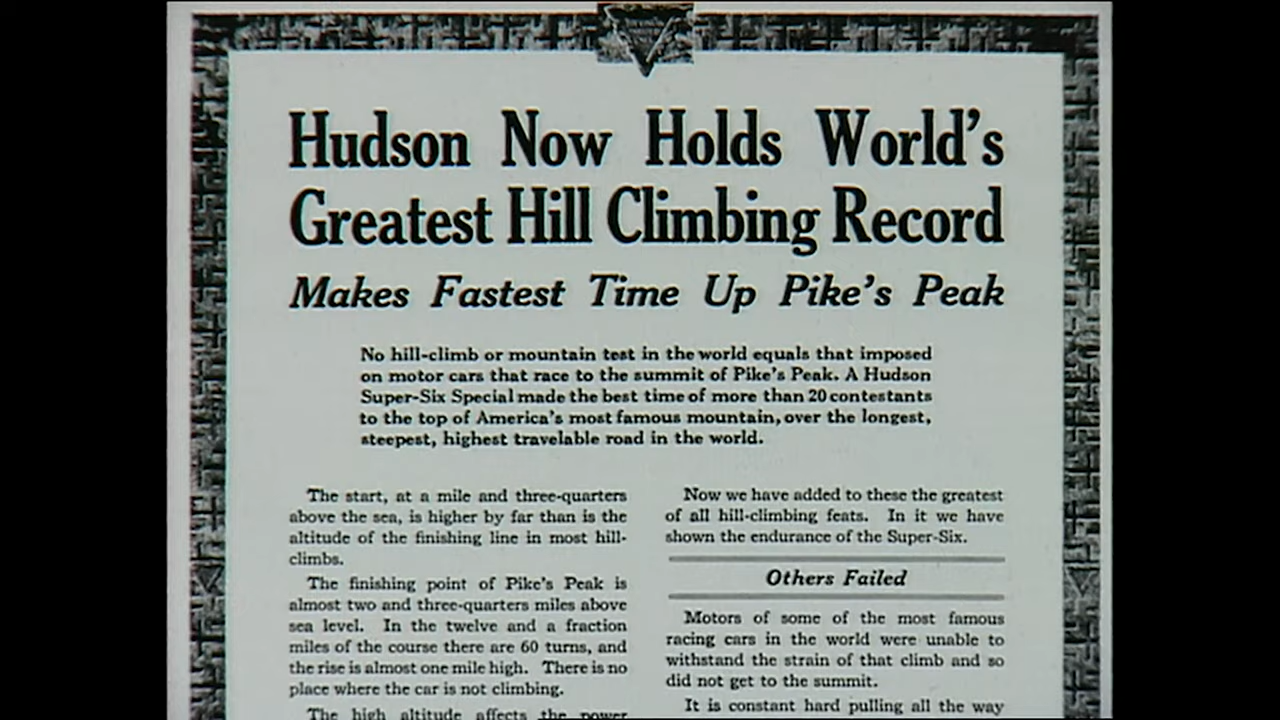 Hudson Now Holds World's
Greatest Hill Climbing Record
Makes Fastest Time Up Pike's Peak
No hill-climb or mountain test in the world equals that imposed
on motor cars that race to the summit of Pike's Peak. A Hudson
Super-Six Special made the best time of more than 20 contestants
to the top of America's most famous mountain, over the longest,
steepest, highest travelable road in the world.
The start, at a mile and three-quarters
above the sea, is higher by far than is the
altitude of the finishing line in most hill-
climbs.
The finishing point of Pike's Peak is
almost two and three-quarters miles above
sea level. In the twelve and a fraction
miles of the course there are 60 turns, and
the rise is almost one mile high. There is no
place where the car is not climbing.
The high altitude affects the power
Now we have added to these the greatest
of all hill-climbing feats. In it we have
shown the endurance of the Super-Six.
Others Failed
Motors of some of the most famous
racing cars in the world were unable to
withstand the strain of that climb and so
did not get to the summit.
It is constant hard pulling all the way